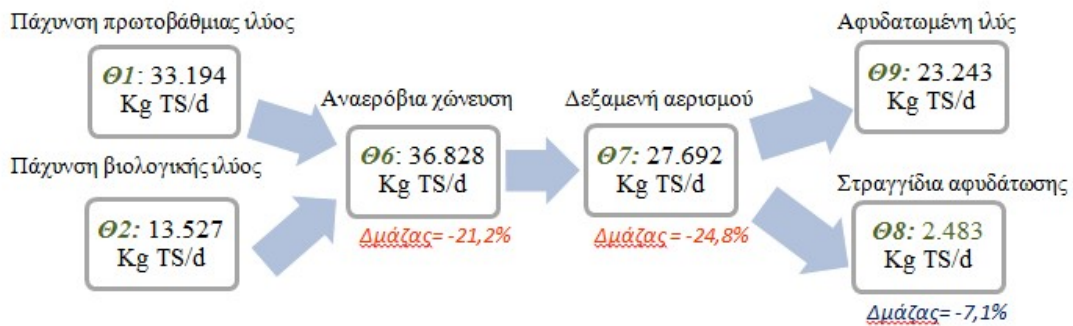 Πάχυνση πρωτοβάθμιας ιλύος
Θ1: 33.194
Kg TS/d
Πάχυνση βιολογικής ιλύος
Θ2: 13.527
Kg TS/d
Αναερόβια χώνευση
Θ6: 36.828
Kg TS/d
Δμάζας= -21,2%
Δεξαμενή αερισμού
Θ7: 27.692
Kg TS/d
Δμάζας = -24,8%
Αφυδατωμένη ιλύς
Θ9: 23.243
Kg TS/d
Στραγγίδια αφυδάτωσης
Θ8: 2.483
Kg TS/d
Δμάζας= -7,1%